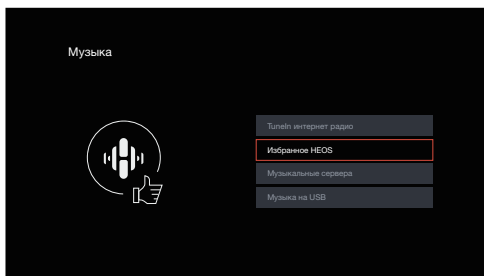 Музыка
TuneIn интернет радио
Избранное HEOS
Музыкальные сервера
Музыка на USB